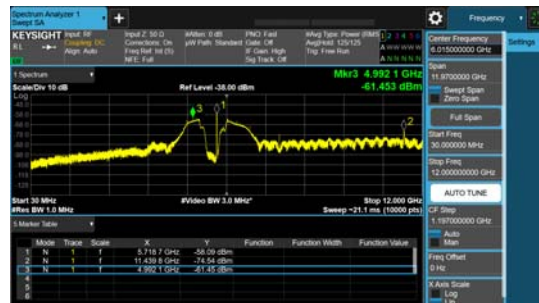 Spectrum Analyzer 1
Swept SA
+
Frequency
KEYSIGHT
Input: RF
Coupling: DC
Align: Auto
Input Z: 50 Ω
Corrections: On
Freq Ref: Int (S)
NFE: Full
#Atten: 0 dB
µW Path: Standard
PNO: Fast
Gate: Off
IF Gain: High
Sig Track: Off
#Avg Type: Power (RMS)
Avg|Hold: 125/125
Trig: Free Run
1 Spectrum
Scale/Div 10 dB
Ref Level -38.00 dBm
Mkr3 4.992 1 GHz
-61.453 dBm
Log
3
1
2
Start 30 MHz
#Res BW 1.0 MHz
#Video BW 3.0 MHz*
Stop 12.000 GHz
Sweep ~21.1 ms (10000 pts)
5 Marker Table
Mode Trace Scale X Y Function Function Width Function Value
1 N 1 f 5.718 7 GHz -58.09 dBm
2 N 1 f 11.439 8 GHz -74.54 dBm
3 N 1 f 4.992 1 GHz -61.45 dBm
4
5
6
Center Frequency
6.015000000 GHz
Settings
Span
11.9700000 GHz
Swept Span
Zero Span
Full Span
Start Freq
30.000000 MHz
Stop Freq
12.000000000 GHz
AUTO TUNE
CF Step
1.197000000 GHz
Auto
Man
Freq Offset
0 Hz
X Axis Scale
Log
Lin